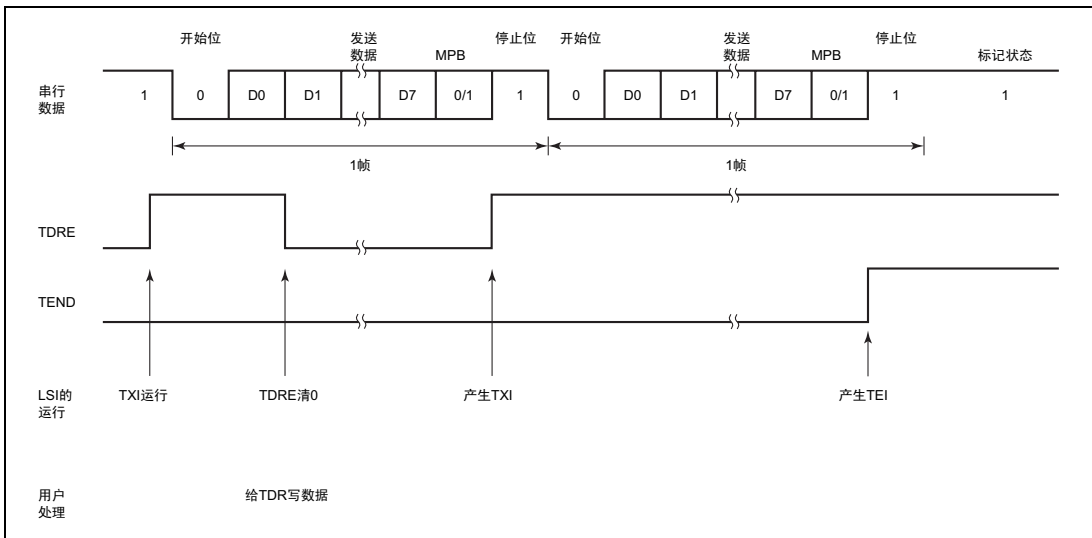 开始位 发送 停止位 开始位 发送 停止位
数据 MPB 数据 MPB 标记状态
串行
数据
1 0 D0 D1 D7 0/1 1 0 D0 D1 D7 0/1 1 1
1帧 1帧
TDRE
TEND
LSI的
运行
TXI运行 TDRE清0 产生TXI 产生TEI
用户
处理
给TDR写数据